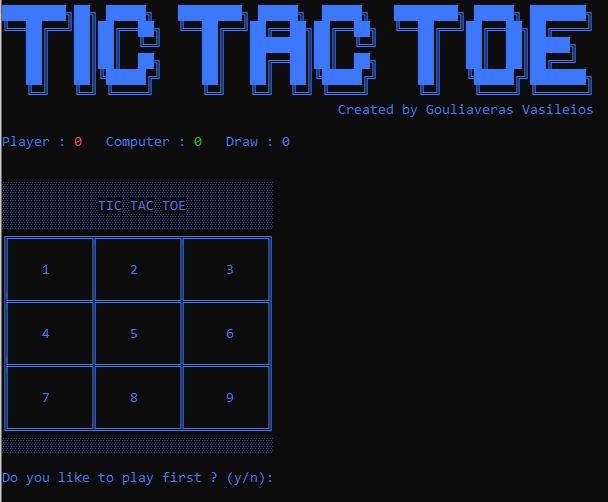 TIC TAC TOE
Created by Gouliaveras Vasileios
Player : 0   Computer : 0   Draw : 0
TIC TAC TOE
1 2 3
4 5 6
7 8 9
Do you like to play first ? (y/n):